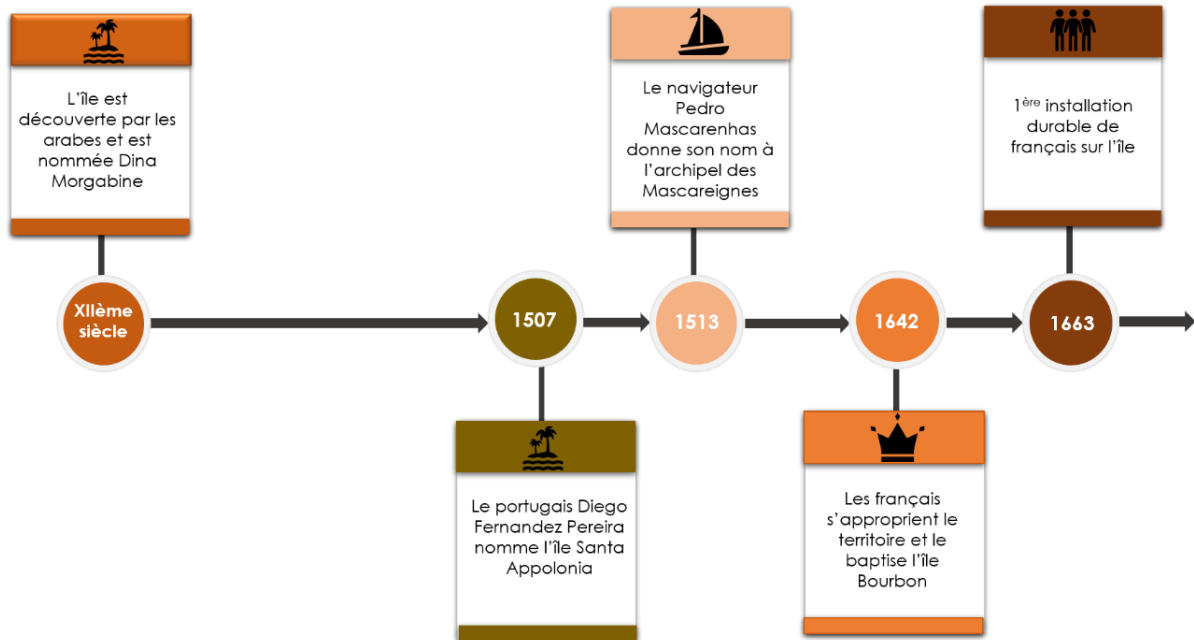 L'île est
découverte par les
arabes et est
nommée Dina
Morgabine
XIIème
siècle
Le portugais Diego
Fernandez Pereira
nomme l'île Santa
Appolonia
1507
Le navigateur
Pedro
Mascarenhas
donne son nom à
l'archipel des
Mascareignes
1513
Les français
s'approprient le
territoire et le
baptise l'île
Bourbon
1642
1ère installation
durable de
français sur l'île
1663